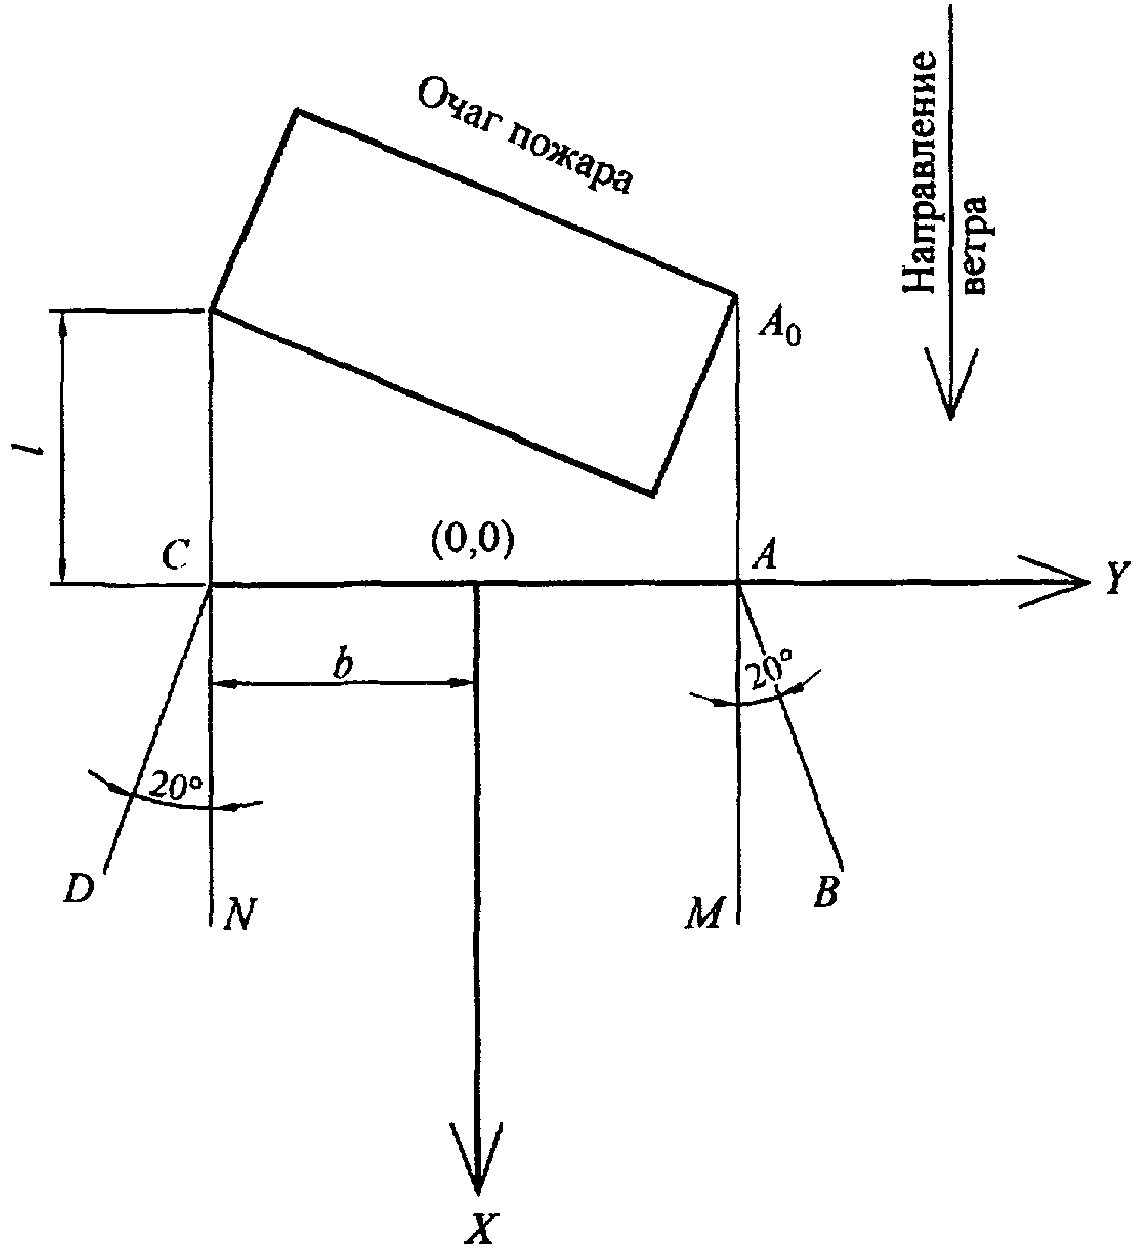 Очаг пожара
Направление
ветра
A₀
l
C
(0,0)
A
Y
b
20°
20°
D
N
M
B
X